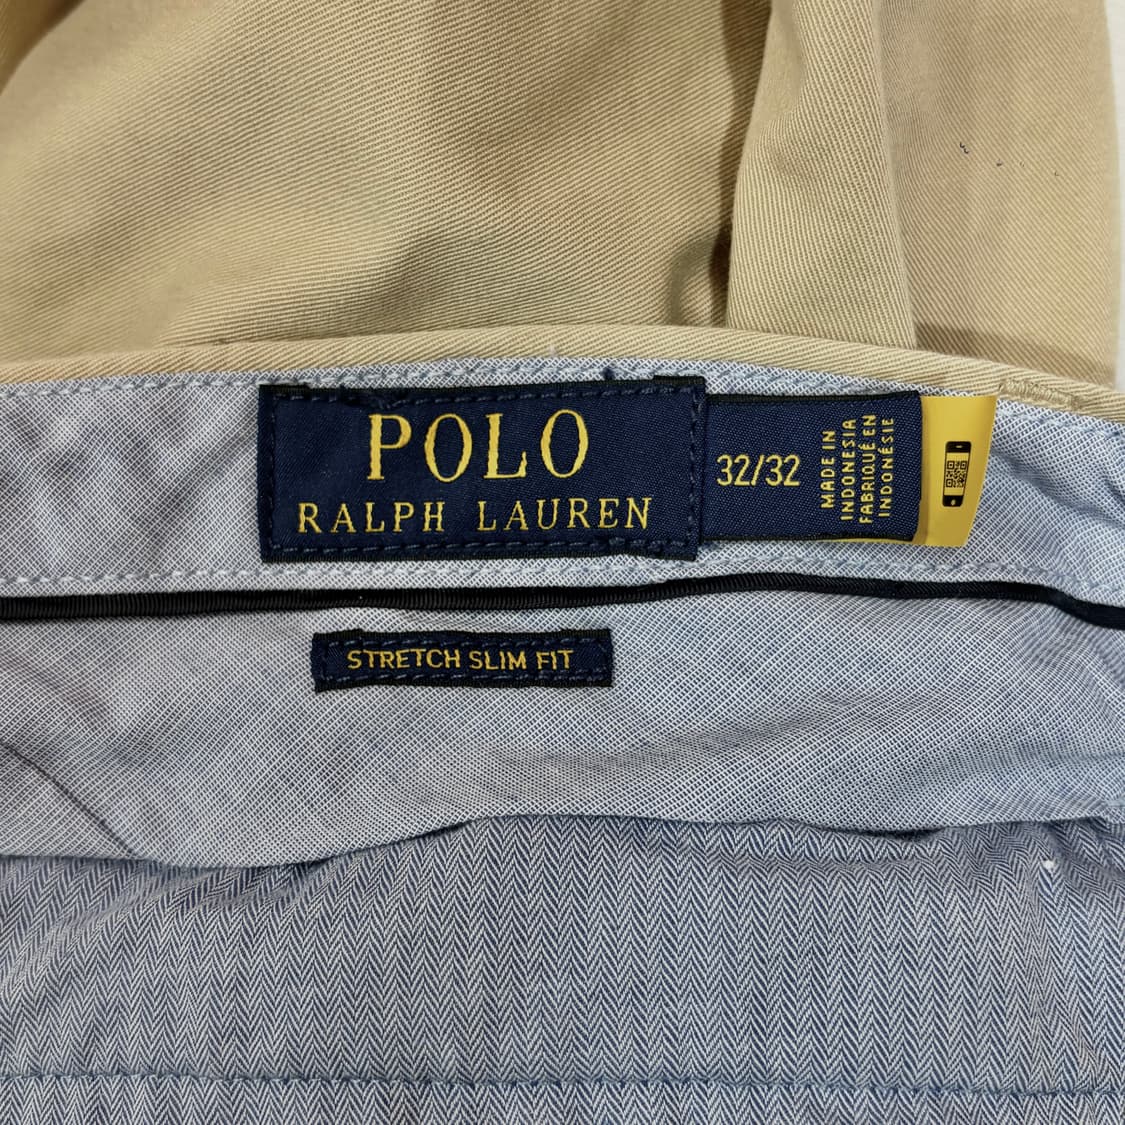 POLO
RALPH LAUREN
32/32
MADE IN
INDONESIA
FABRIQUÉ EN
INDONÉSIE
STRETCH SLIM FIT